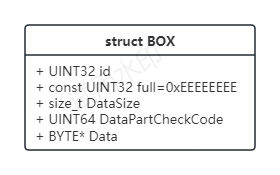 struct BOX
+ UINT32 id
+ const UINT32 full=0xEEEEEEEE
+ size_t DataSize
+ UINT64 DataPartCheckCode
+ BYTE* Data